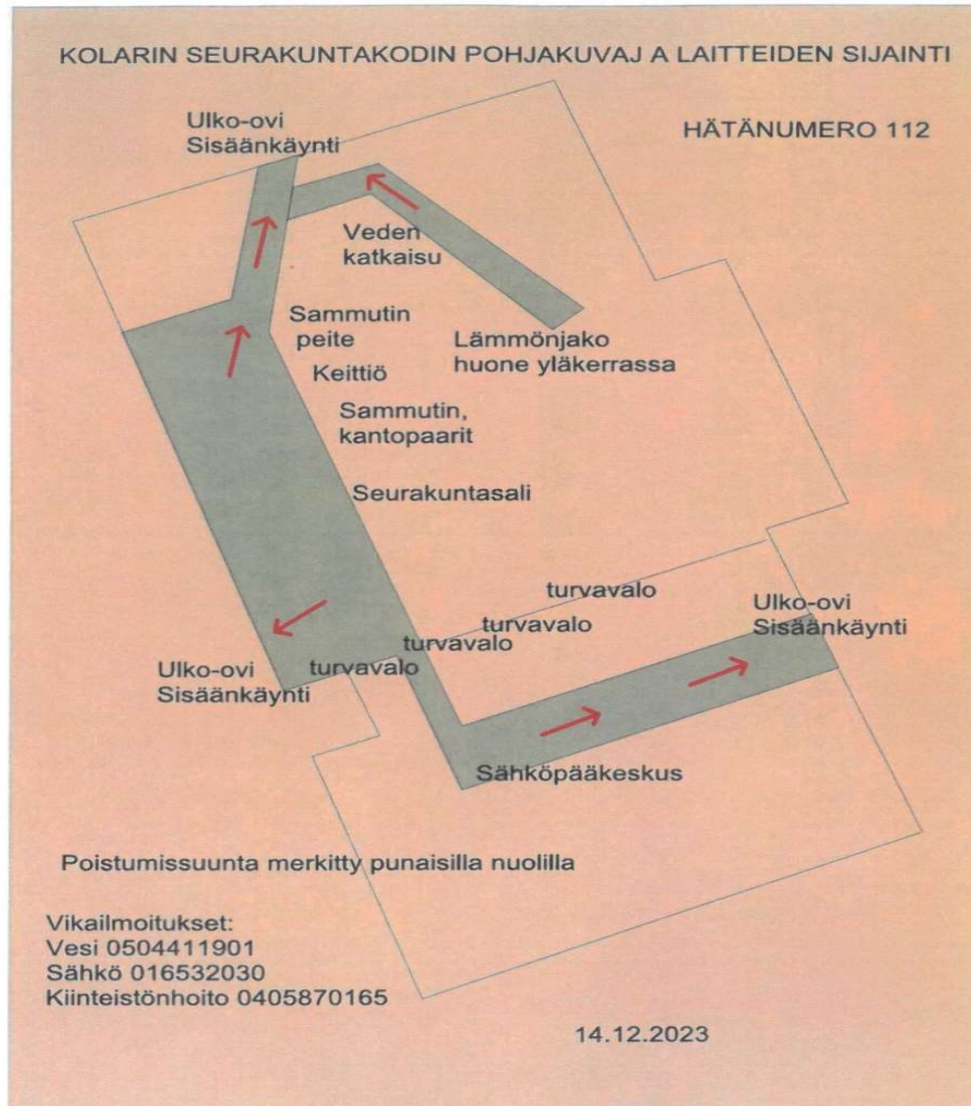 KOLARIN SEURAKUNTAKODIN POHJAKUVAJ A LAITTEIDEN SIJAINTI
Ulko-ovi
Sisäänkäynti
HÄTÄNUMERO 112
Veden
katkaisu
Sammutin
peite
Lämmönjako
huone yläkerrassa
Keittiö
Sammutin,
kantopaarit
Seurakuntasali
turvavalo
turvavalo
turvavalo
turvavalo
Ulko-ovi
Sisäänkäynti
Ulko-ovi
Sisäänkäynti
Sähköpääkeskus
Poistumissuunta merkitty punaisilla nuolilla
Vikailmoitukset:
Vesi 0504411901
Sähkö 016532030
Kiinteistönhoito 0405870165
14.12.2023